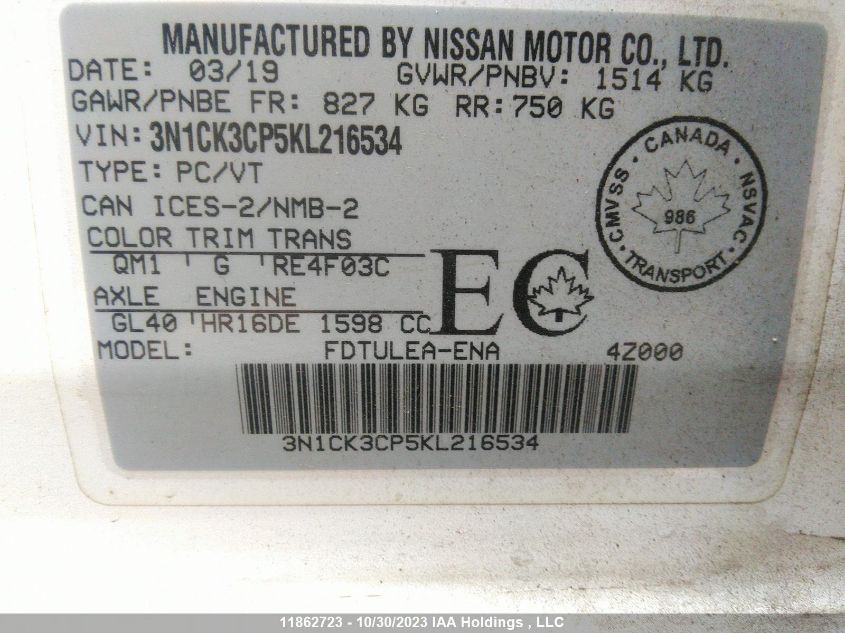 MANUFACTURED BY NISSAN MOTOR CO., LTD.
DATE: 03/19 GVWR/PNBV: 1514 KG
GAWR/PNBE FR: 827 KG RR: 750 KG
VIN: 3N1CK3CP5KL216534
TYPE: PC/VT
CAN ICES-2/NMB-2
COLOR TRIM TRANS
QM1 ' G ' RE4F03C
AXLE ENGINE
GL40 ' HR16DE 1598 CC
EC
CANADA
CMVSS • NSVAC
986
TRANSPORT
MODEL: FDTULEA-ENA 4Z000
3N1CK3CP5KL216534
11862723 - 10/30/2023 IAA Holdings , LLC